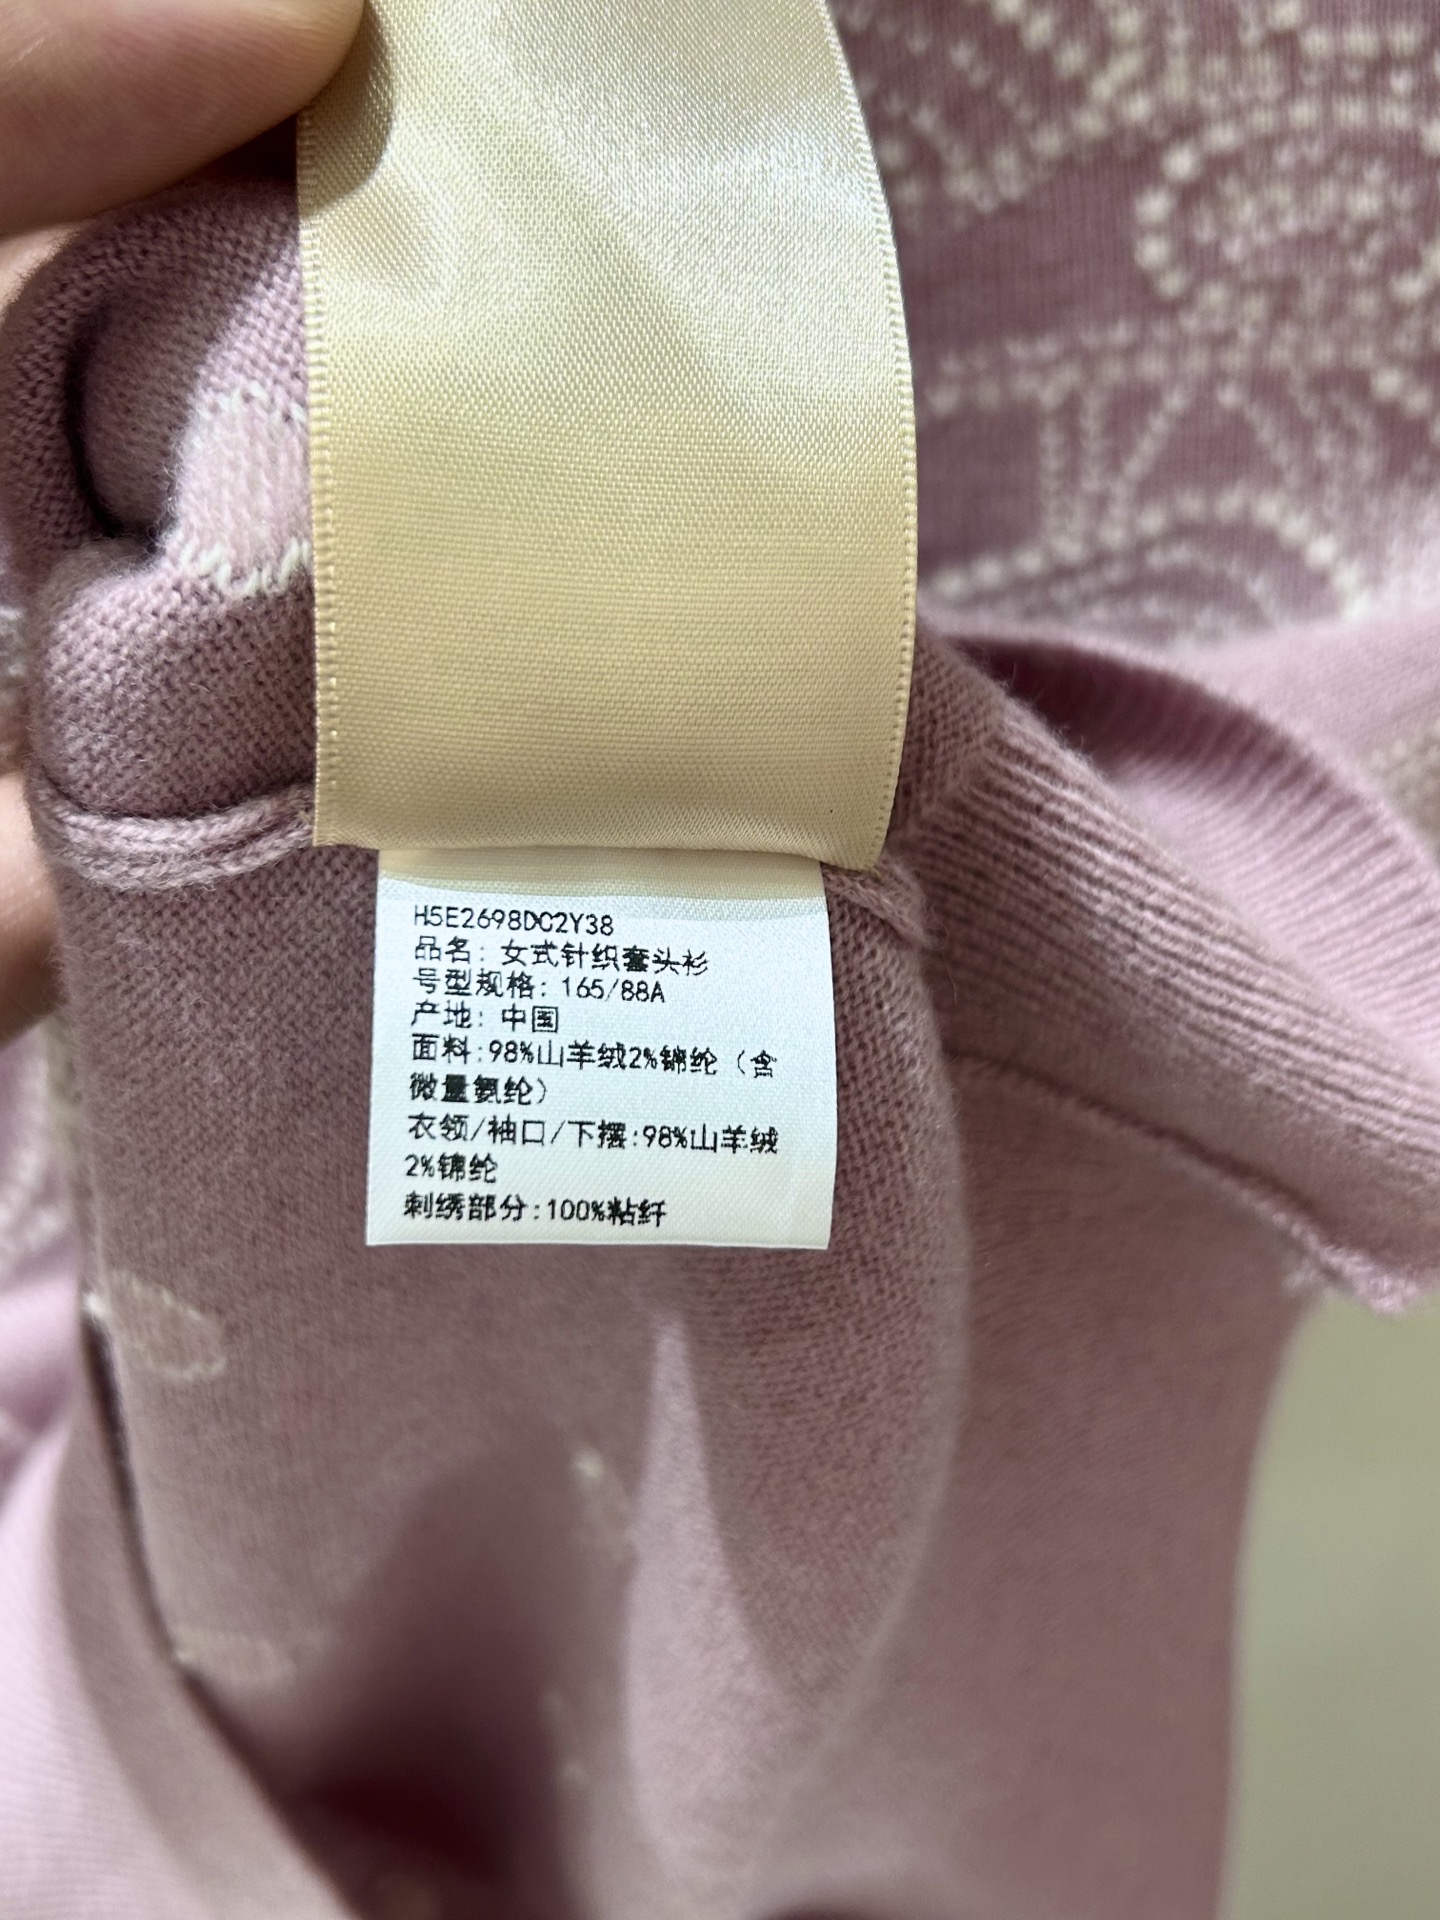 H5E2698DC2Y38
品名: 女式针织套头衫
号型规格: 165/88A
产地: 中国
面料:98%山羊绒2%锦纶（含
微量氨纶）
衣领/袖口/下摆:98%山羊绒
2%锦纶
刺绣部分:100%粘纤